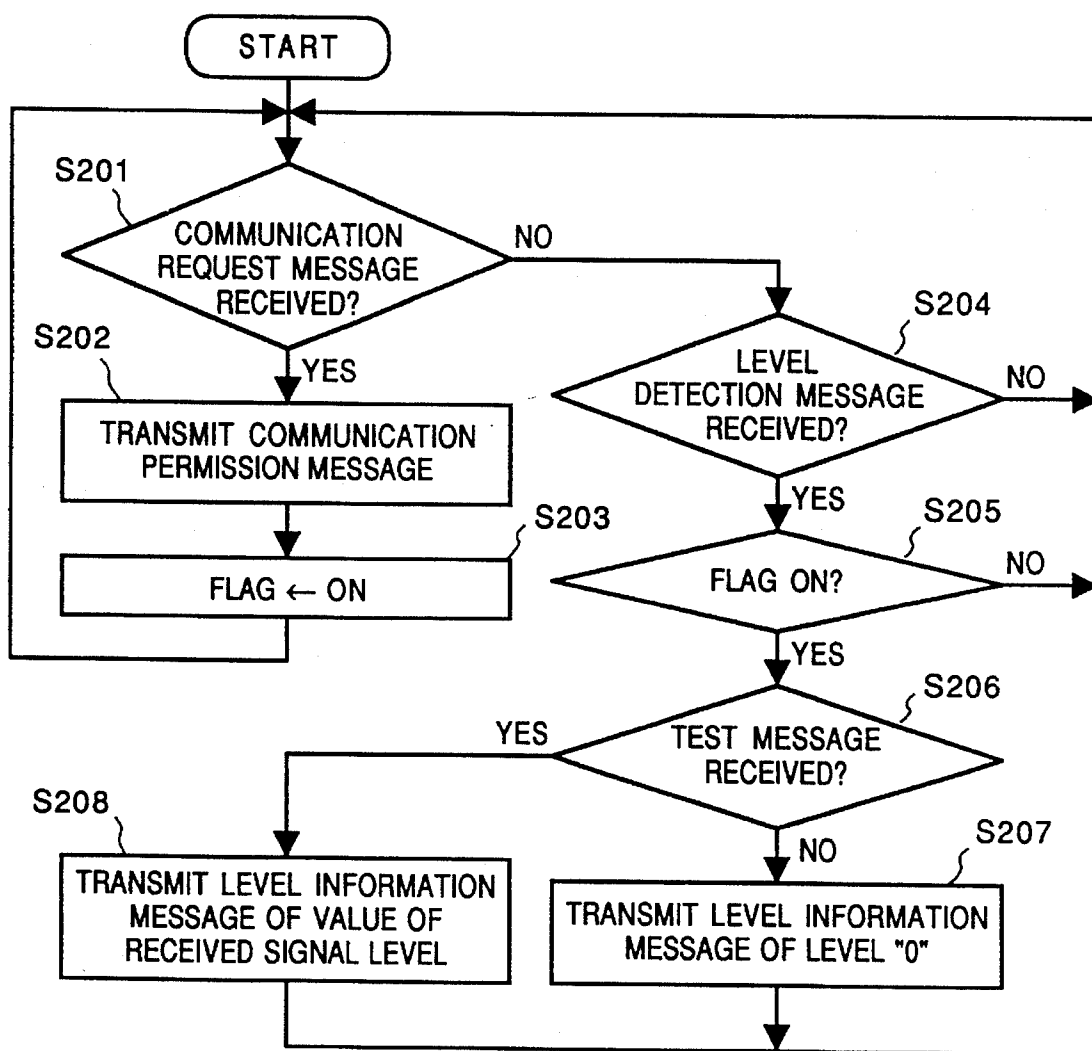 START
S201
COMMUNICATION
REQUEST MESSAGE
RECEIVED?
NO
S202
YES
TRANSMIT COMMUNICATION
PERMISSION MESSAGE
S203
FLAG ← ON
S204
LEVEL
DETECTION MESSAGE
RECEIVED?
NO
YES
S205
FLAG ON?
NO
YES
S206
TEST MESSAGE
RECEIVED?
YES
NO
S208
TRANSMIT LEVEL INFORMATION
MESSAGE OF VALUE OF
RECEIVED SIGNAL LEVEL
S207
TRANSMIT LEVEL INFORMATION
MESSAGE OF LEVEL "0"